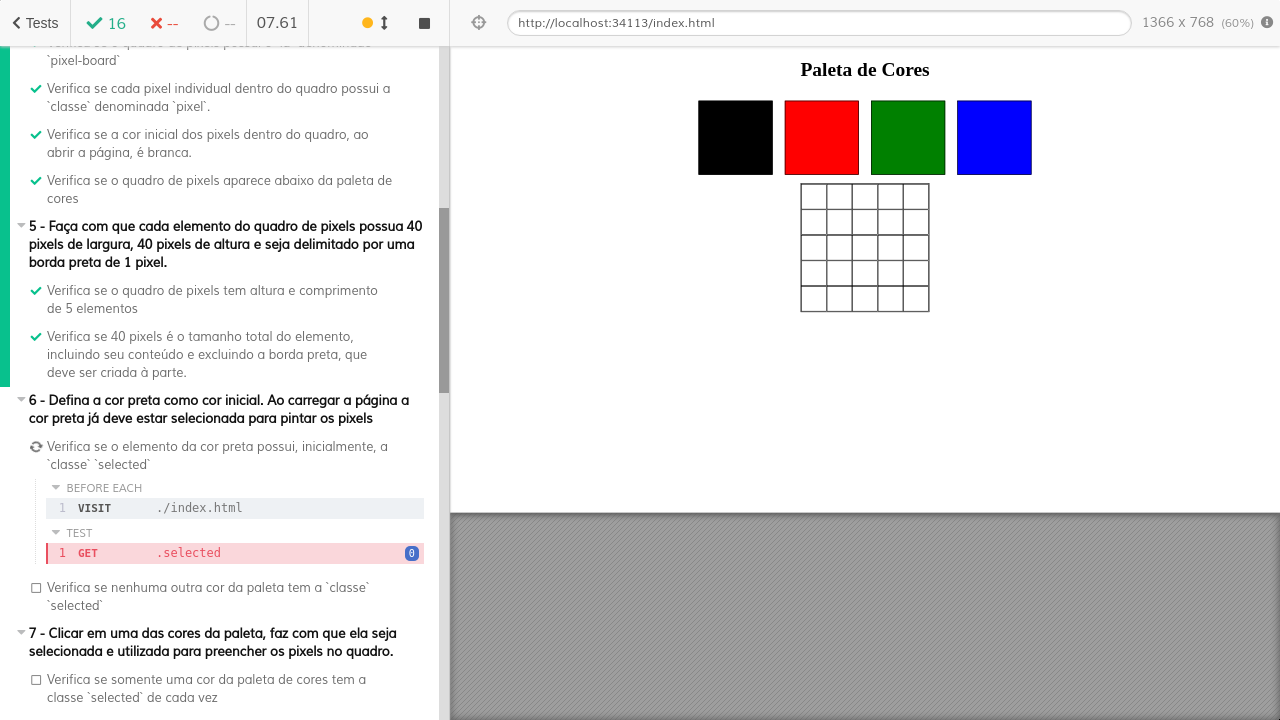 Tests
16
--
--
07.61
http://localhost:34113/index.html
1366 x 768 (60%)
`pixel-board`
Verifica se cada pixel individual dentro do quadro possui a
`classe` denominada `pixel`.
Verifica se a cor inicial dos pixels dentro do quadro, ao
abrir a página, é branca.
Verifica se o quadro de pixels aparece abaixo da paleta de
cores
5 - Faça com que cada elemento do quadro de pixels possua 40
pixels de largura, 40 pixels de altura e seja delimitado por uma
borda preta de 1 pixel.
Verifica se o quadro de pixels tem altura e comprimento
de 5 elementos
Verifica se 40 pixels é o tamanho total do elemento,
incluindo seu conteúdo e excluindo a borda preta, que
deve ser criada à parte.
6 - Defina a cor preta como cor inicial. Ao carregar a página a
cor preta já deve estar selecionada para pintar os pixels
Verifica se o elemento da cor preta possui, inicialmente, a
`classe` `selected`
BEFORE EACH
1 VISIT ./index.html
TEST
1 GET .selected 0
Verifica se nenhuma outra cor da paleta tem a `classe`
`selected`
7 - Clicar em uma das cores da paleta, faz com que ela seja
selecionada e utilizada para preencher os pixels no quadro.
Verifica se somente uma cor da paleta de cores tem a
classe `selected` de cada vez
Paleta de Cores